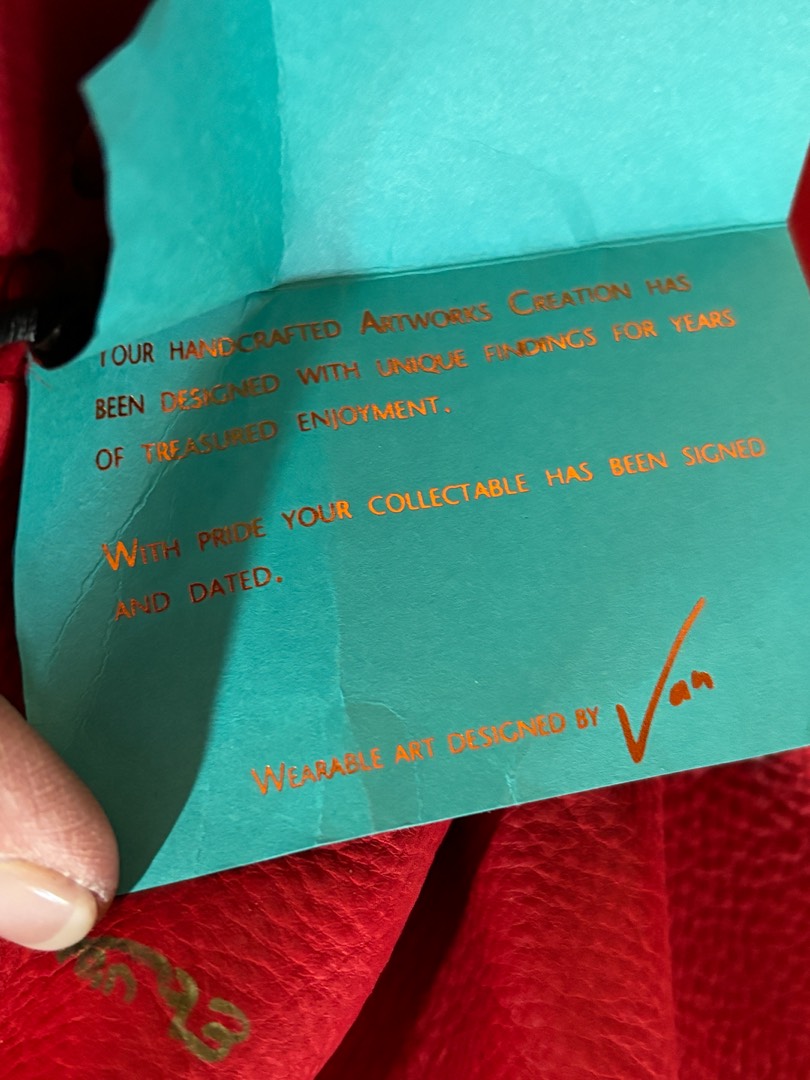 YOUR HANDCRAFTED ARTWORKS CREATION HAS
BEEN DESIGNED WITH UNIQUE FINDINGS FOR YEARS
OF TREASURED ENJOYMENT.
WITH PRIDE YOUR COLLECTABLE HAS BEEN SIGNED
AND DATED.
WEARABLE ART DESIGNED BY Van